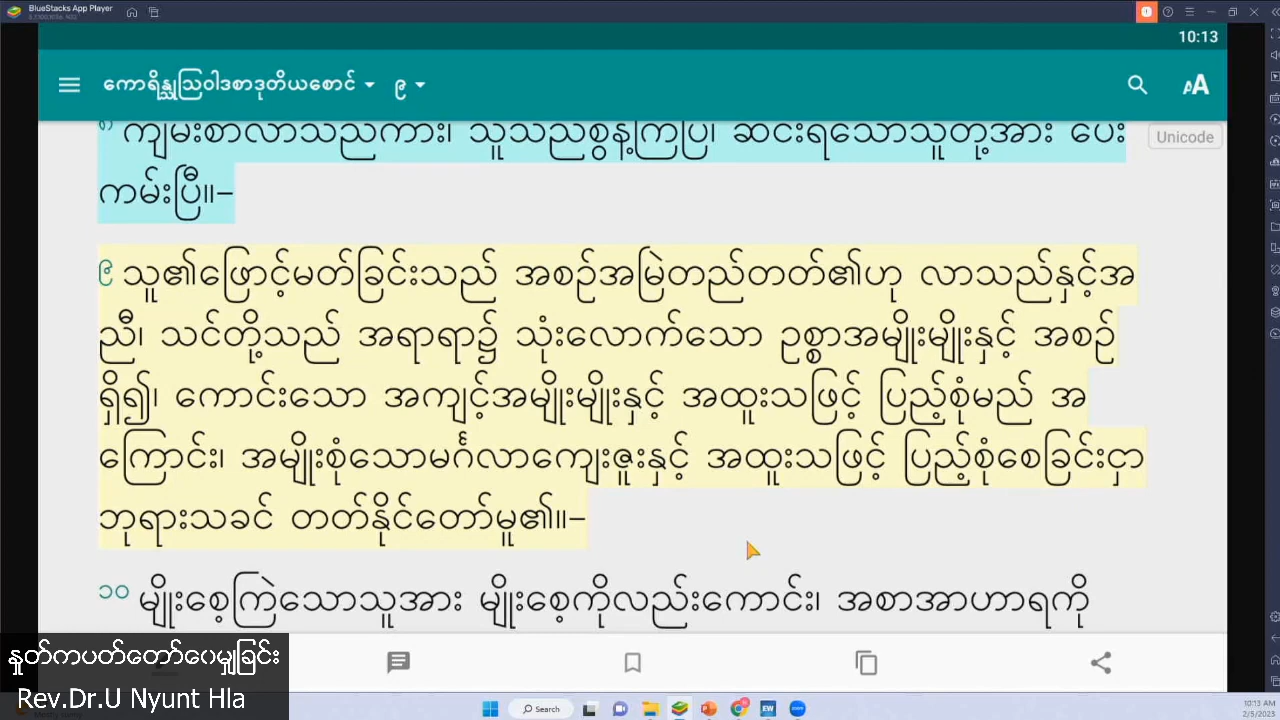 BlueStacks App Player
10:13
ကောရိန္သုဩဝါဒစာဒုတိယစောင် ၉
ကျမ်းစာလာသည်ကား၊ သူသည်စွန့်ကြဲပြီ၊ ဆင်းရဲသောသူတို့အား ပေး
Unicode
ကမ်းပြီ။–
၉ သူ၏ဖြောင့်မတ်ခြင်းသည် အစဉ်အမြဲတည်တတ်၏ဟု လာသည်နှင့်အ
ညီ၊ သင်တို့သည် အရာရာ၌ သုံးလောက်သော ဥစ္စာအမျိုးမျိုးနှင့် အစဉ်
ရှိ၍၊ ကောင်းသော အကျင့်အမျိုးမျိုးနှင့် အထူးသဖြင့် ပြည့်စုံမည် အ
ကြောင်း၊ အမျိုးစုံသောမင်္ဂလာကျေးဇူးနှင့် အထူးသဖြင့် ပြည့်စုံစေခြင်းငှာ
ဘုရားသခင် တတ်နိုင်တော်မူ၏။–
၁၀ မျိုးစေ့ကြဲသောသူအား မျိုးစေ့ကိုလည်းကောင်း၊ အစာအာဟာရကို
နှုတ်ကပတ်တော်ဝေမျှခြင်း
Rev.Dr.U Nyunt Hla
Search
10:13 AM
2/5/2023